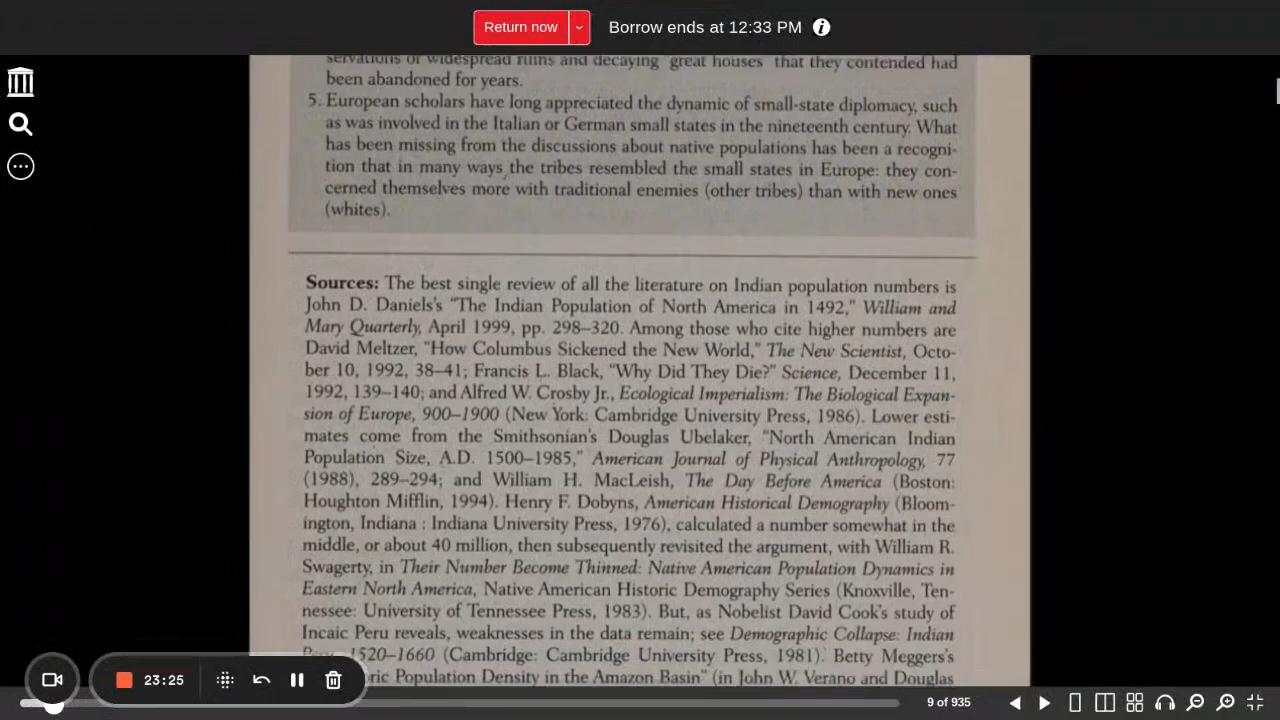 Return now
Borrow ends at 12:33 PM
servations of widespread ruins and decaying "great houses" that they contended had
been abandoned for years.
5. European scholars have long appreciated the dynamic of small-state diplomacy, such
as was involved in the Italian or German small states in the nineteenth century. What
has been missing from the discussions about native populations has been a recogni-
tion that in many ways the tribes resembled the small states in Europe: they con-
cerned themselves more with traditional enemies (other tribes) than with new ones
(whites).
Sources: The best single review of all the literature on Indian population numbers is
John D. Daniels's "The Indian Population of North America in 1492," William and
Mary Quarterly, April 1999, pp. 298–320. Among those who cite higher numbers are
David Meltzer, "How Columbus Sickened the New World," The New Scientist, Octo-
ber 10, 1992, 38–41; Francis L. Black, "Why Did They Die?" Science, December 11,
1992, 139–140; and Alfred W. Crosby Jr., Ecological Imperialism: The Biological Expan-
sion of Europe, 900–1900 (New York: Cambridge University Press, 1986). Lower esti-
mates come from the Smithsonian's Douglas Ubelaker, "North American Indian
Population Size, A.D. 1500–1985," American Journal of Physical Anthropology, 77
(1988), 289–294; and William H. MacLeish, The Day Before America (Boston:
Houghton Mifflin, 1994). Henry F. Dobyns, American Historical Demography (Bloom-
ington, Indiana : Indiana University Press, 1976), calculated a number somewhat in the
middle, or about 40 million, then subsequently revisited the argument, with William R.
Swagerty, in Their Number Become Thinned: Native American Population Dynamics in
Eastern North America, Native American Historic Demography Series (Knoxville, Ten-
nessee: University of Tennessee Press, 1983). But, as Nobelist David Cook's study of
Incaic Peru reveals, weaknesses in the data remain; see Demographic Collapse: Indian
1520–1660 (Cambridge: Cambridge University Press, 1981). Betty Meggers's
Population Density in the Amazon Basin" (in John W. Verano and Douglas
23:25
9 of 935